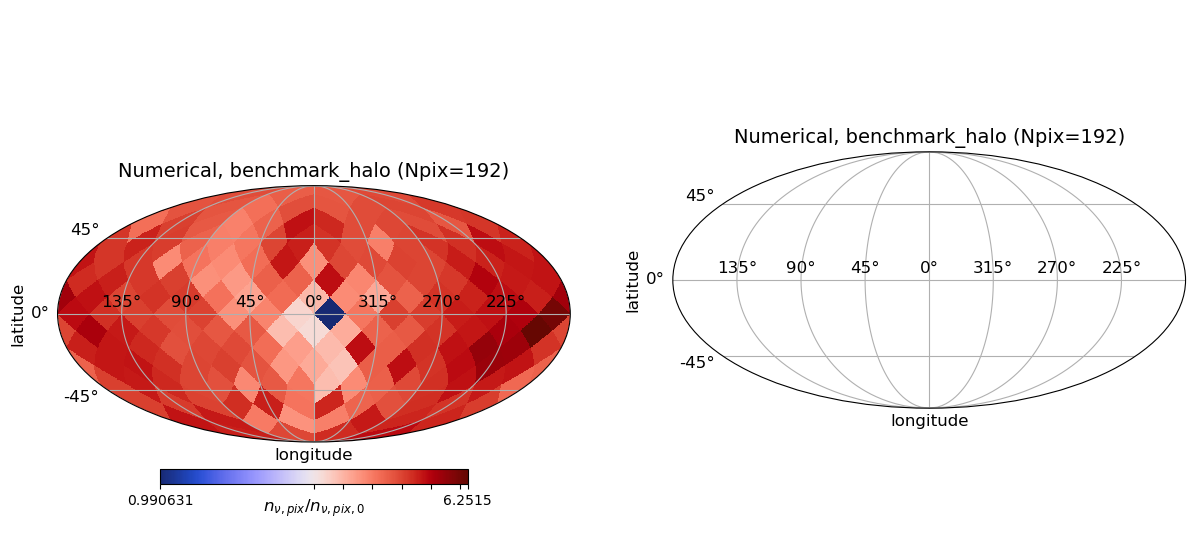 Numerical, benchmark_halo (Npix=192)
45°
latitude
0°
135° 90° 45° 0° 315° 270° 225°
-45°
longitude
0.990631 6.2515
n_{ν,pix}/n_{ν,pix,0}
Numerical, benchmark_halo (Npix=192)
45°
latitude
0°
135° 90° 45° 0° 315° 270° 225°
-45°
longitude